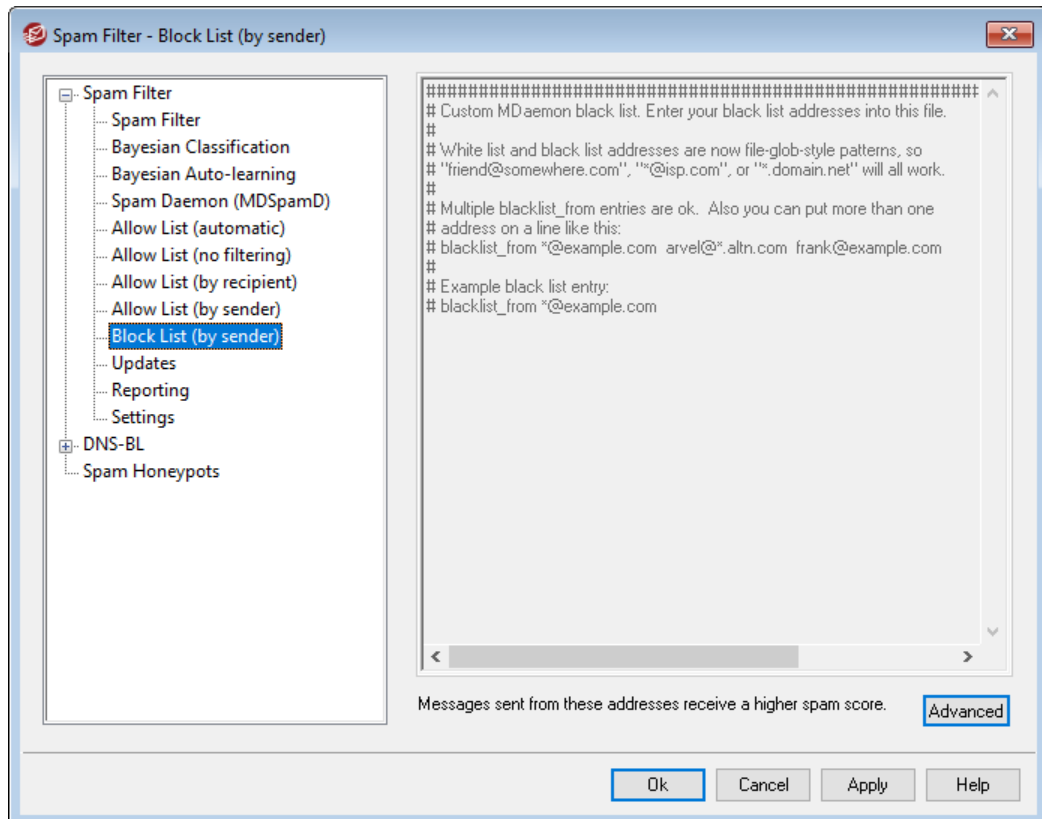 Spam Filter - Block List (by sender)
Spam Filter
Spam Filter
Bayesian Classification
Bayesian Auto-learning
Spam Daemon (MDSpamD)
Allow List (automatic)
Allow List (no filtering)
Allow List (by recipient)
Allow List (by sender)
Block List (by sender)
Updates
Reporting
Settings
DNS-BL
Spam Honeypots
##########################################################
# Custom MDaemon black list. Enter your black list addresses into this file.
#
# White list and black list addresses are now file-glob-style patterns, so
# "friend@somewhere.com", "*@isp.com", or "*.domain.net" will all work.
#
# Multiple blacklist_from entries are ok.  Also you can put more than one
# address on a line like this:
# blacklist_from *@example.com  arvel@*.altn.com  frank@example.com
#
# Example black list entry:
# blacklist_from *@example.com
Messages sent from these addresses receive a higher spam score.
Advanced
Ok
Cancel
Apply
Help